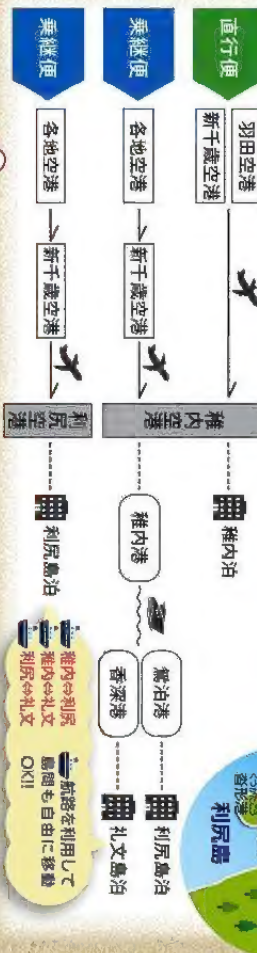 直行便
羽田空港
新千歳空港
稚内空港
稚内泊
乗継便
各地空港
新千歳空港
稚内港
鴛泊港
香深港
利尻島泊
礼文島泊
乗継便
各地空港
新千歳空港
利尻空港
利尻島泊
稚内⇔利尻
稚内⇔礼文
利尻⇔礼文
航路を利用して
島間も自由に移動
OK!!
沓形港
利尻島